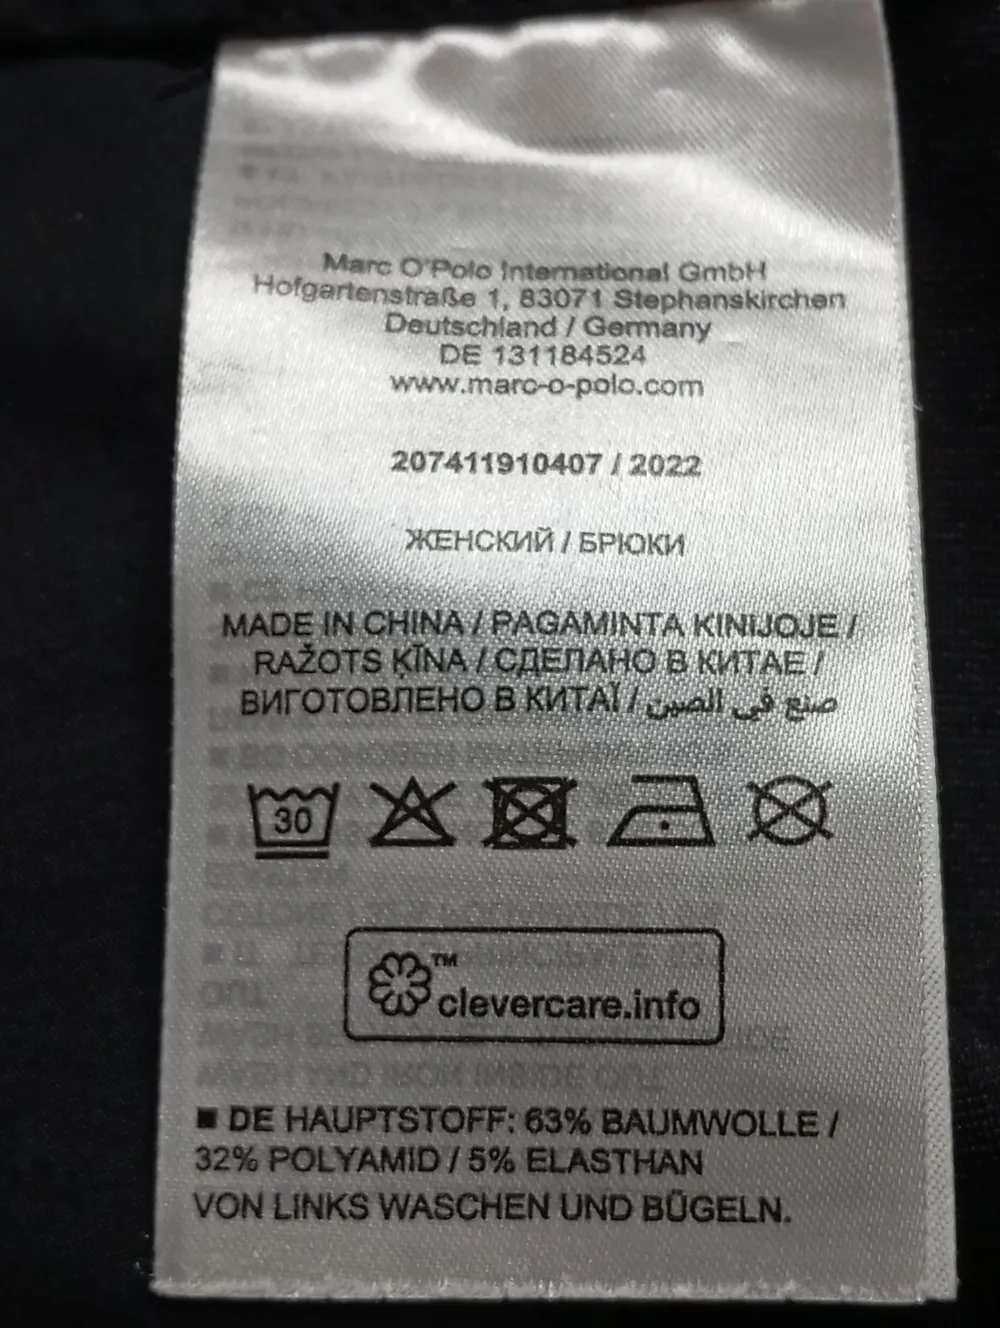 Marc O'Polo International GmbH
Hofgartenstraße 1, 83071 Stephanskirchen
Deutschland / Germany
DE 131184524
www.marc-o-polo.com
207411910407 / 2022
ЖЕНСКИЙ / БРЮКИ
MADE IN CHINA / PAGAMINTA KINIJOJE /
RAŽOTS ĶĪNA / СДЕЛАНО В КИТАЕ /
ВИГОТОВЛЕНО В КИТАЇ / صنع في الصين
30
™
clevercare.info
■ DE HAUPTSTOFF: 63% BAUMWOLLE /
32% POLYAMID / 5% ELASTHAN
VON LINKS WASCHEN UND BÜGELN.